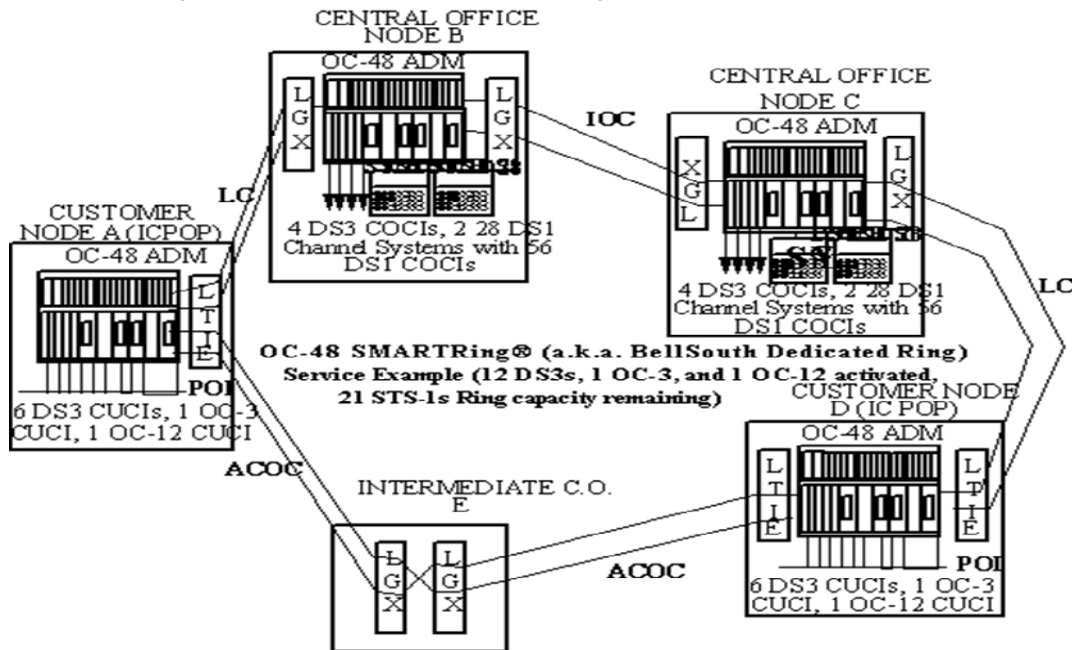 CENTRAL OFFICE
NODE B
OC-48 ADM
L
G
X
L
G
X
4 DS3 COCIs, 2 28 DS1
Channel Systems with 56
DS1 COCIs
IOC
CENTRAL OFFICE
NODE C
OC-48 ADM
X
G
L
L
G
X
4 DS3 COCIs, 2 28 DS1
Channel Systems with 56
DS1 COCIs
LC
LC
CUSTOMER
NODE A (ICPOP)
OC-48 ADM
L
T
I
E
POI
6 DS3 CUCIs, 1 OC-3
CUCI, 1 OC-12 CUCI
OC-48 SMARTRing® (a.k.a. BellSouth Dedicated Ring)
Service Example (12 DS3s, 1 OC-3, and 1 OC-12 activated,
21 STS-1s Ring capacity remaining)
CUSTOMER NODE
D (IC POP)
OC-48 ADM
L
T
I
E
L
T
I
E
POI
6 DS3 CUCIs, 1 OC-3
CUCI, 1 OC-12 CUCI
ACOC
INTERMEDIATE C.O.
E
L
G
X
L
G
X
ACOC